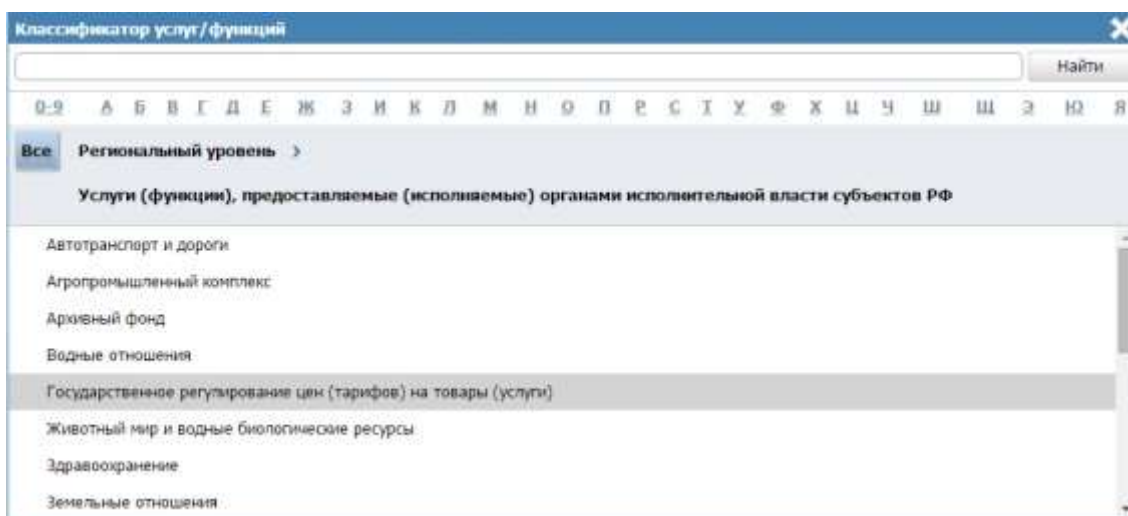 Классификатор услуг/функций
Найти
0-9 А Б В Г Д Е Ж З И К Л М Н О П Р С Т У Ф Х Ц Ч Ш Щ Э Ю Я
Все Региональный уровень >
Услуги (функции), предоставляемые (исполняемые) органами исполнительной власти субъектов РФ
Автотранспорт и дороги
Агропромышленный комплекс
Архивный фонд
Водные отношения
Государственное регулирование цен (тарифов) на товары (услуги)
Животный мир и водные биологические ресурсы
Здравоохранение
Земельные отношения